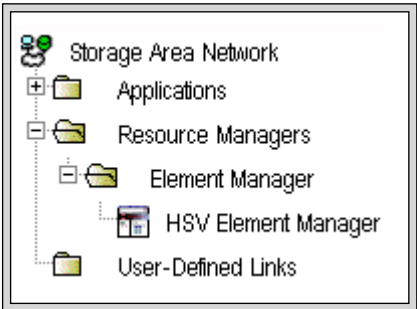 Storage Area Network
Applications
Resource Managers
Element Manager
HSV Element Manager
User-Defined Links